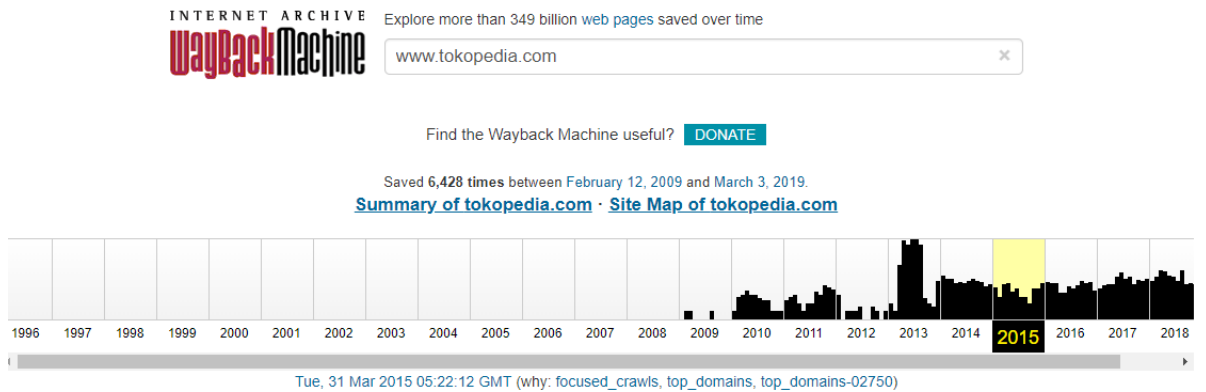 INTERNET ARCHIVE
WayBackMachine
Explore more than 349 billion web pages saved over time
www.tokopedia.com ×
Find the Wayback Machine useful? DONATE
Saved 6,428 times between February 12, 2009 and March 3, 2019.
Summary of tokopedia.com · Site Map of tokopedia.com
1996 1997 1998 1999 2000 2001 2002 2003 2004 2005 2006 2007 2008 2009 2010 2011 2012 2013 2014 2015 2016 2017 2018
Tue, 31 Mar 2015 05:22:12 GMT (why: focused_crawls, top_domains, top_domains-02750)